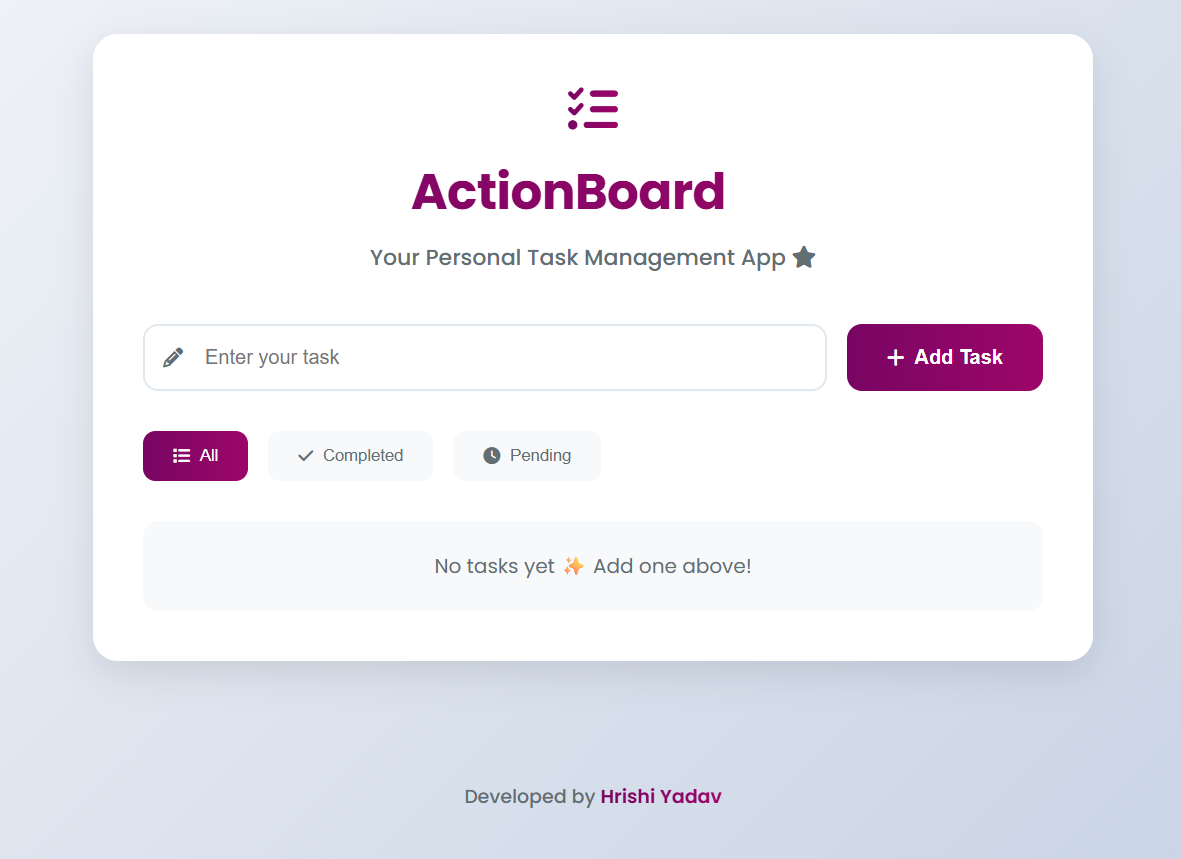 ActionBoard
Your Personal Task Management App
Enter your task
Add Task
All
Completed
Pending
No tasks yet ✨ Add one above!
Developed by Hrishi Yadav